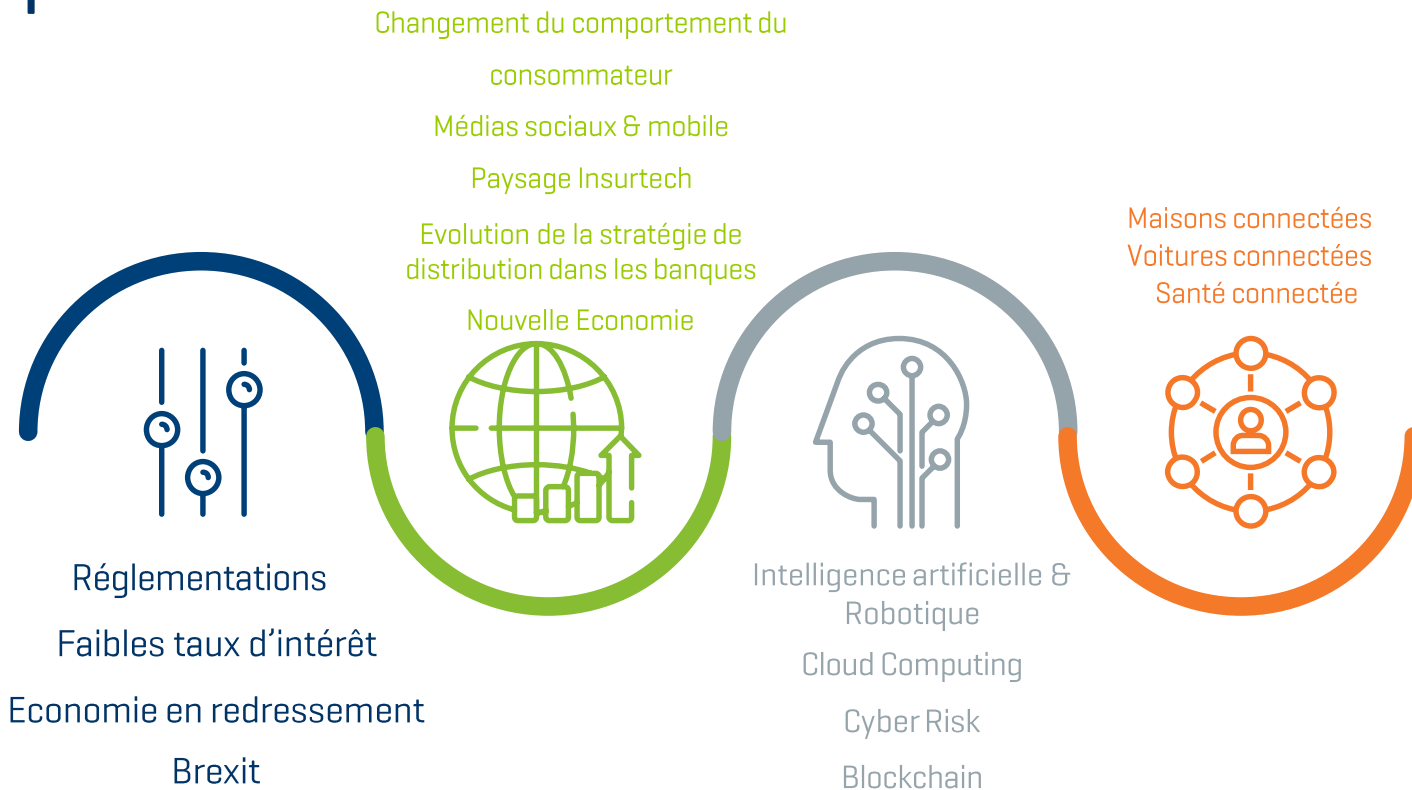 Changement du comportement du
consommateur
Médias sociaux & mobile
Paysage Insurtech
Evolution de la stratégie de
distribution dans les banques
Nouvelle Economie
Maisons connectées
Voitures connectées
Santé connectée
Réglementations
Faibles taux d’intérêt
Economie en redressement
Brexit
Intelligence artificielle &
Robotique
Cloud Computing
Cyber Risk
Blockchain